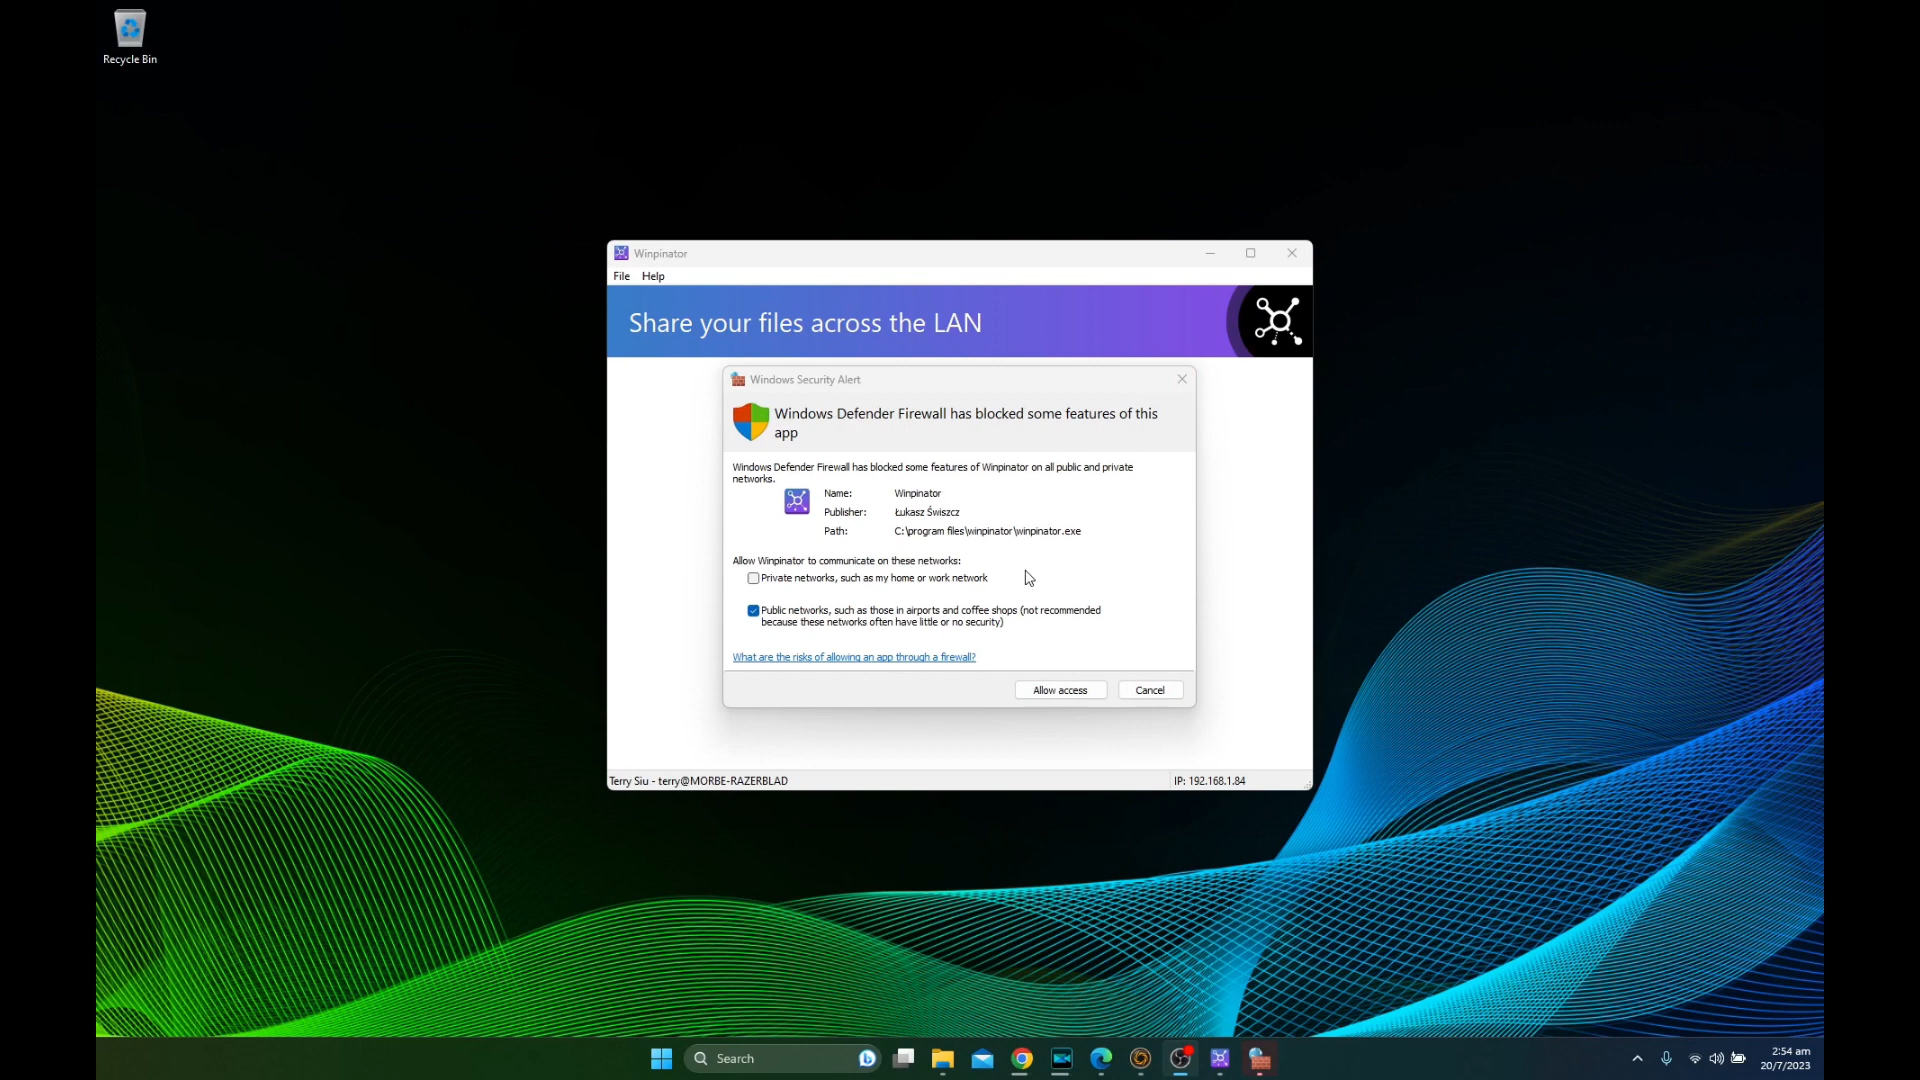 Recycle Bin
Winpinator
File Help
Share your files across the LAN
Windows Security Alert
Windows Defender Firewall has blocked some features of this
app
Windows Defender Firewall has blocked some features of Winpinator on all public and private
networks.
Name: Winpinator
Publisher: Łukasz Świszcz
Path: C:\program files\winpinator\winpinator.exe
Allow Winpinator to communicate on these networks:
Private networks, such as my home or work network
Public networks, such as those in airports and coffee shops (not recommended
because these networks often have little or no security)
What are the risks of allowing an app through a firewall?
Allow access Cancel
Terry Siu - terry@MORBE-RAZERBLAD IP: 192.168.1.84
Search
2:54 am
20/7/2023